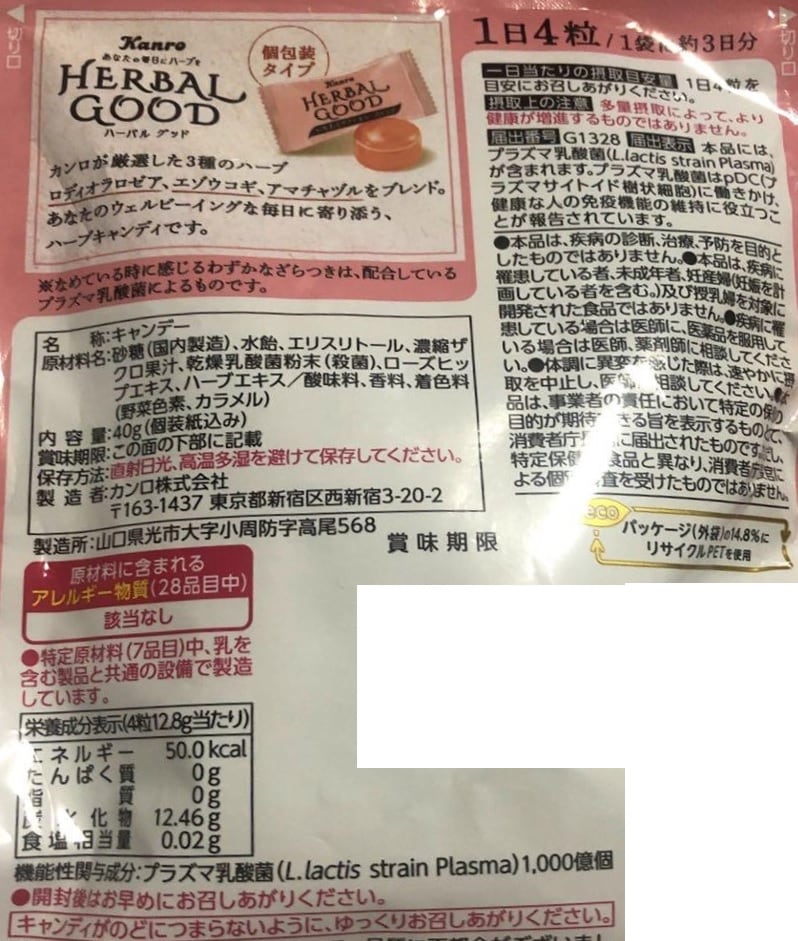 切り口
Kanro
あなたの毎日にハーブを
HERBAL
GOOD
ハーバル グッド
個包装
タイプ
Kanro
HERBAL
GOOD
カンロが厳選した3種のハーブ
ロディオラロゼア、エゾウコギ、アマチャヅルをブレンド。
あなたのウェルビーイングな毎日に寄り添う、
ハーブキャンディです。
※なめている時に感じるわずかなざらつきは、配合している
プラズマ乳酸菌によるものです。
名 称:キャンデー
原材料名:砂糖(国内製造)、水飴、エリスリトール、濃縮ザ
クロ果汁、乾燥乳酸菌粉末(殺菌)、ローズヒッ
プエキス、ハーブエキス/酸味料、香料、着色料
(野菜色素、カラメル)
内容量:40g(個装紙込み)
賞味期限:この面の下部に記載
保存方法:直射日光、高温多湿を避けて保存してください。
製造者:カンロ株式会社
〒163-1437 東京都新宿区西新宿3-20-2
製造所:山口県光市大字小周防字高尾568
賞味期限
原材料に含まれる
アレルギー物質(28品目中)
該当なし
●特定原材料(7品目)中、乳を
含む製品と共通の設備で製造
しています。
栄養成分表示(4粒12.8g当たり)
エネルギー 50.0kcal
たんぱく質 0g
脂質 0g
炭水化物 12.46g
食塩相当量 0.02g
機能性関与成分:プラズマ乳酸菌(L.lactis strain Plasma)1,000億個
●開封後はお早めにお召しあがりください。
キャンディがのどにつまらないように、ゆっくりお召しあがりください。
切り口
1日4粒/1袋に約3日分
一日当たりの摂取目安量 1日4粒を
目安にお召しあがりください。
摂取上の注意 多量摂取によって、より
健康が増進するものではありません。
届出番号 G1328 届出表示 本品には、
プラズマ乳酸菌(L.lactis strain Plasma)
が含まれます。プラズマ乳酸菌はpDC(プ
ラズマサイトイド樹状細胞)に働きかけ、
健康な人の免疫機能の維持に役立つこ
とが報告されています。
●本品は、疾病の診断、治療、予防を目的と
したものではありません。●本品は、疾病に
罹患している者、未成年者、妊産婦(妊娠を計
画している者を含む。)及び授乳婦を対象に
開発された食品ではありません。●疾病に罹
患している場合は医師に、医薬品を服用して
いる場合は医師、薬剤師に相談してくださ
い。●体調に異変を感じた際は、速やかに摂
取を中止し、医師に相談してください。●本
品は、事業者の責任において特定の保
目的が期待できる旨を表示するものとして、
消費者庁 に届出されたものです。ただし、
特定保健 食品と異なり、消費者庁長官に
よる個 査を受けたものではありません。
eco
パッケージ(外袋)の14.8%に
リサイクルPETを使用